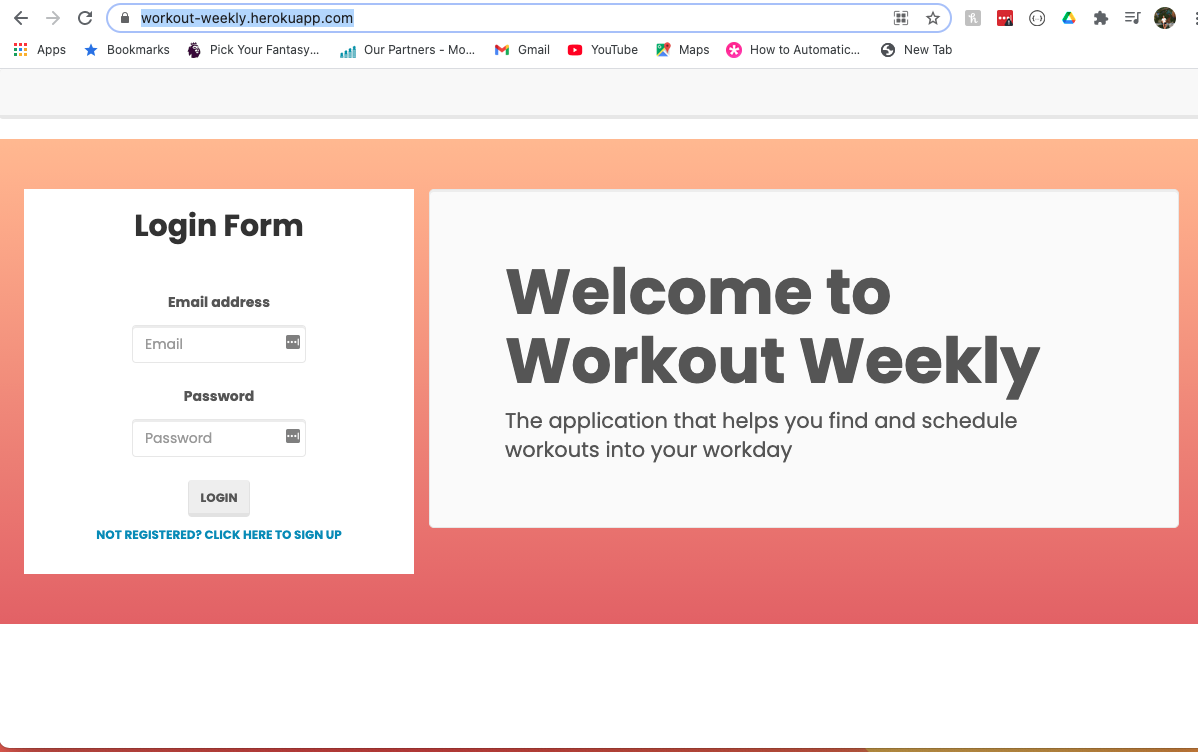 workout-weekly.herokuapp.com
Apps Bookmarks Pick Your Fantasy... Our Partners - Mo... Gmail YouTube Maps How to Automatic... New Tab
Login Form
Email address
Email
Password
Password
LOGIN
NOT REGISTERED? CLICK HERE TO SIGN UP
Welcome to
Workout Weekly
The application that helps you find and schedule
workouts into your workday